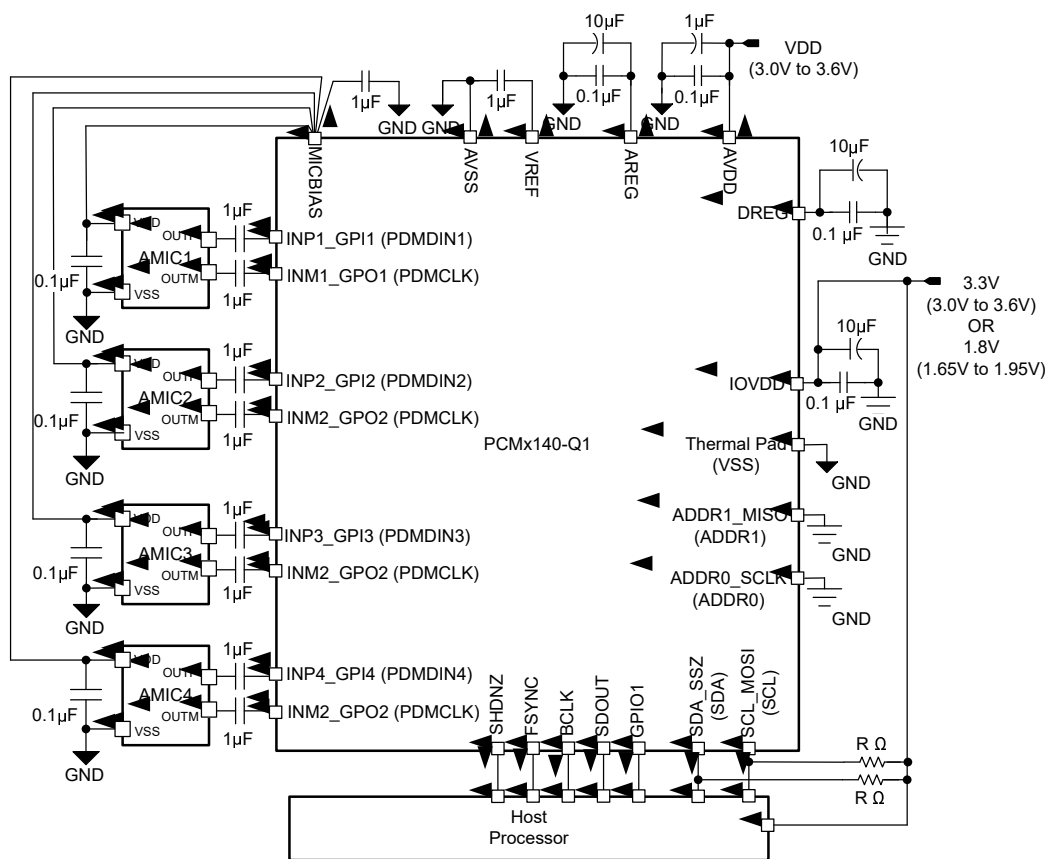 10µF
1µF
VDD
(3.0V to 3.6V)
1µF
1µF
0.1µF
0.1µF
GND
GND
GND
GND
MICBIAS
AVSS
VREF
AREG
AVDD
10µF
DREG
0.1 µF
GND
1µF
VDD
OUTP
INP1_GPI1 (PDMDIN1)
AMIC1
OUTM
INM1_GPO1 (PDMCLK)
0.1µF
VSS
1µF
GND
3.3V
(3.0V to 3.6V)
OR
1.8V
(1.65V to 1.95V)
10µF
IOVDD
0.1 µF
GND
1µF
VDD
OUTP
INP2_GPI2 (PDMDIN2)
AMIC2
OUTM
INM2_GPO2 (PDMCLK)
0.1µF
VSS
1µF
GND
PCMx140-Q1
Thermal Pad
(VSS)
GND
1µF
VDD
OUTP
INP3_GPI3 (PDMDIN3)
AMIC3
OUTM
INM2_GPO2 (PDMCLK)
0.1µF
VSS
1µF
GND
ADDR1_MISO
(ADDR1)
GND
ADDR0_SCLK
(ADDR0)
GND
1µF
VDD
OUTP
INP4_GPI4 (PDMDIN4)
AMIC4
OUTM
INM2_GPO2 (PDMCLK)
0.1µF
VSS
1µF
GND
SHDNZ
FSYNC
BCLK
SDOUT
GPIO1
SDA_SSZ
(SDA)
SCL_MOSI
(SCL)
R Ω
R Ω
Host
Processor